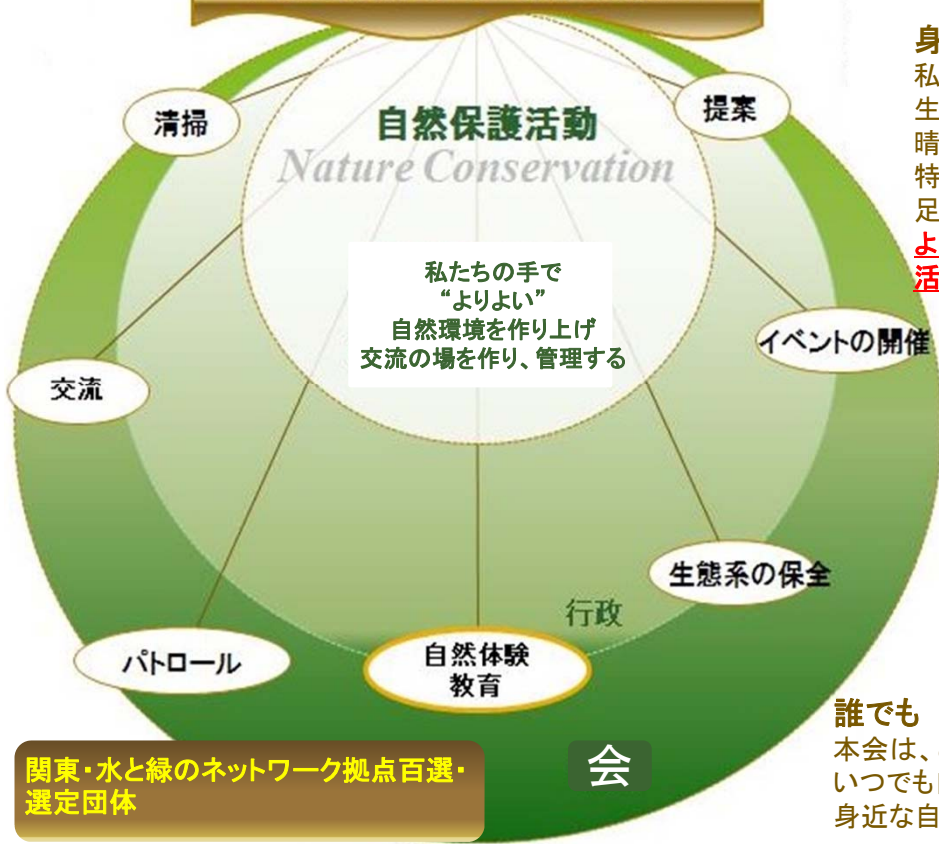 清掃
提案
自然保護活動
Nature Conservation
私たちの手で
“よりよい”
自然環境を作り上げ
交流の場を作り、管理する
イベントの開催
交流
生態系の保全
行政
パトロール
自然体験
教育
関東・水と緑のネットワーク拠点百選・
選定団体
会
身
私
生
晴
特
足
よ
活
誰でも
本会は、
いつでも
身近な自